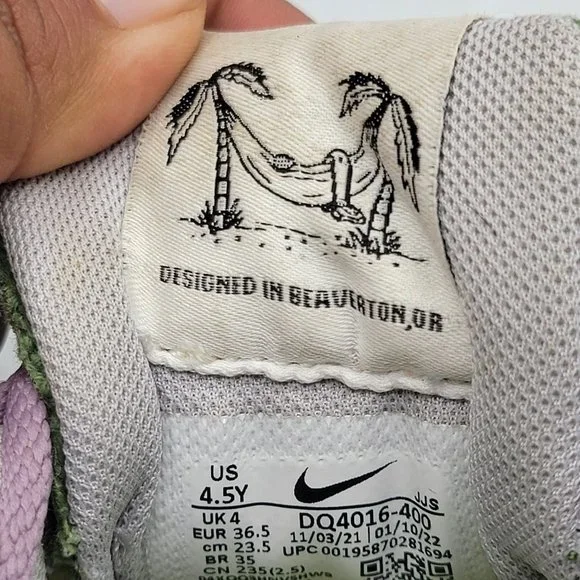 DESIGNED IN BEAVERTON, OR
US
4.5Y
UK 4
EUR 36.5
cm 23.5
BR 35
CN 235(2.5)
DQ4016-400
11/03/21 01/10/22
UPC 00195870281694
JJS